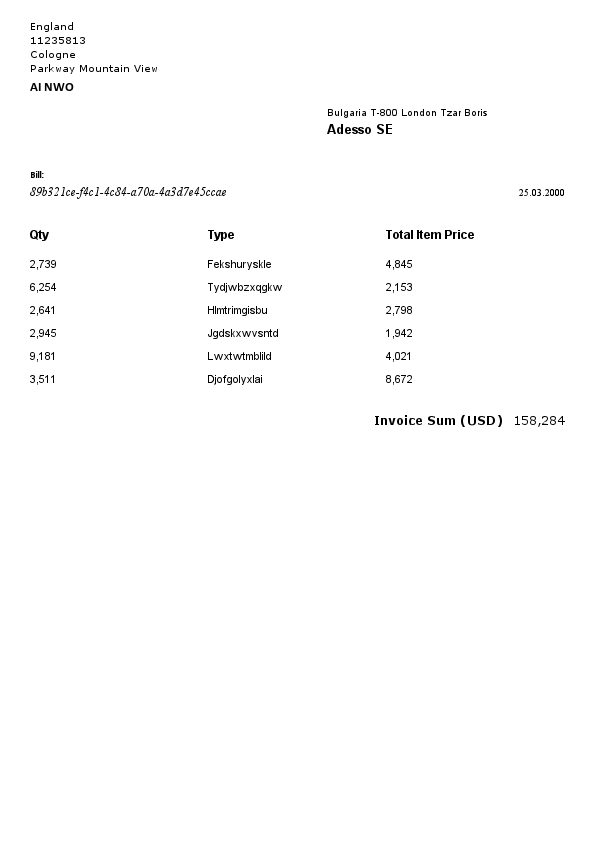 England
11235813
Cologne
Parkway Mountain View
AI NWO
Bulgaria T-800 London Tzar Boris
Adesso SE
Bill:
89b321ce-f4c1-4c84-a70a-4a3d7e45ccae 25.03.2000
Qty Type Total Item Price
2,739 Fekshuryskle 4,845
6,254 Tydjwbzxqgkw 2,153
2,641 Hlmtrimgisbu 2,798
2,945 Jgdskxwvsntd 1,942
9,181 Lwxtwtmblild 4,021
3,511 Djofgolyxlai 8,672
Invoice Sum (USD) 158,284